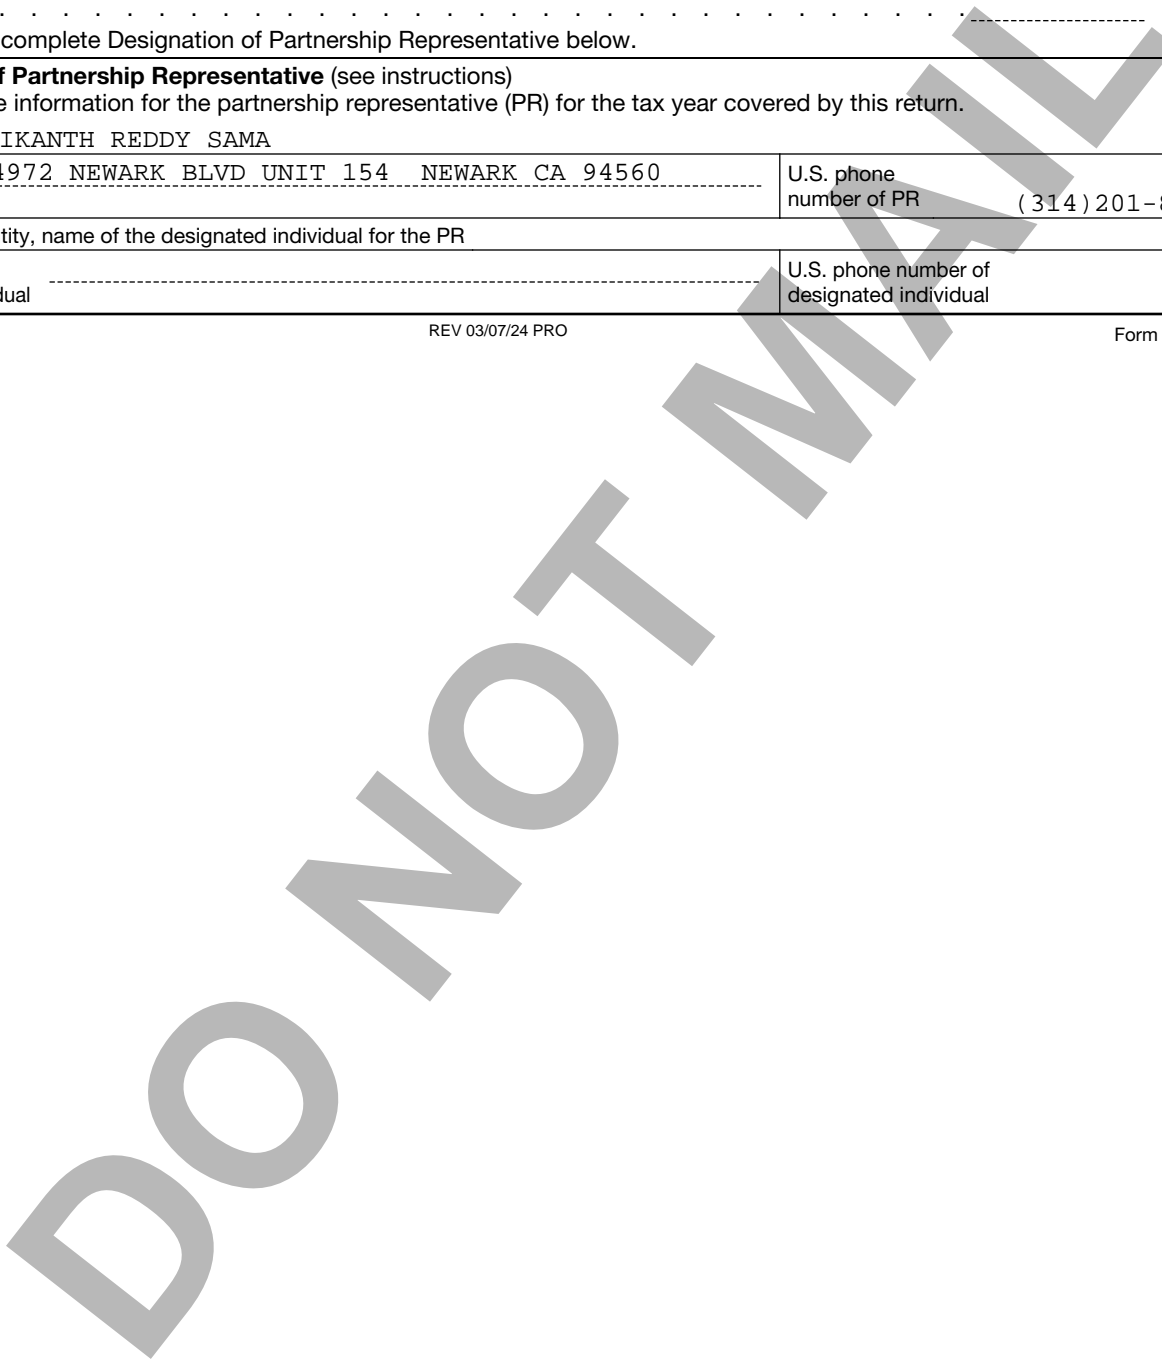 . . . . . . . . . . . . . . . . . . . . . . . . . . . . . . .
complete Designation of Partnership Representative below.
f Partnership Representative (see instructions)
e information for the partnership representative (PR) for the tax year covered by this return.
IKANTH REDDY SAMA
4972 NEWARK BLVD UNIT 154 NEWARK CA 94560
U.S. phone
number of PR (314)201-8
tity, name of the designated individual for the PR
dual
U.S. phone number of
designated individual
REV 03/07/24 PRO Form
DO NOT MAIL